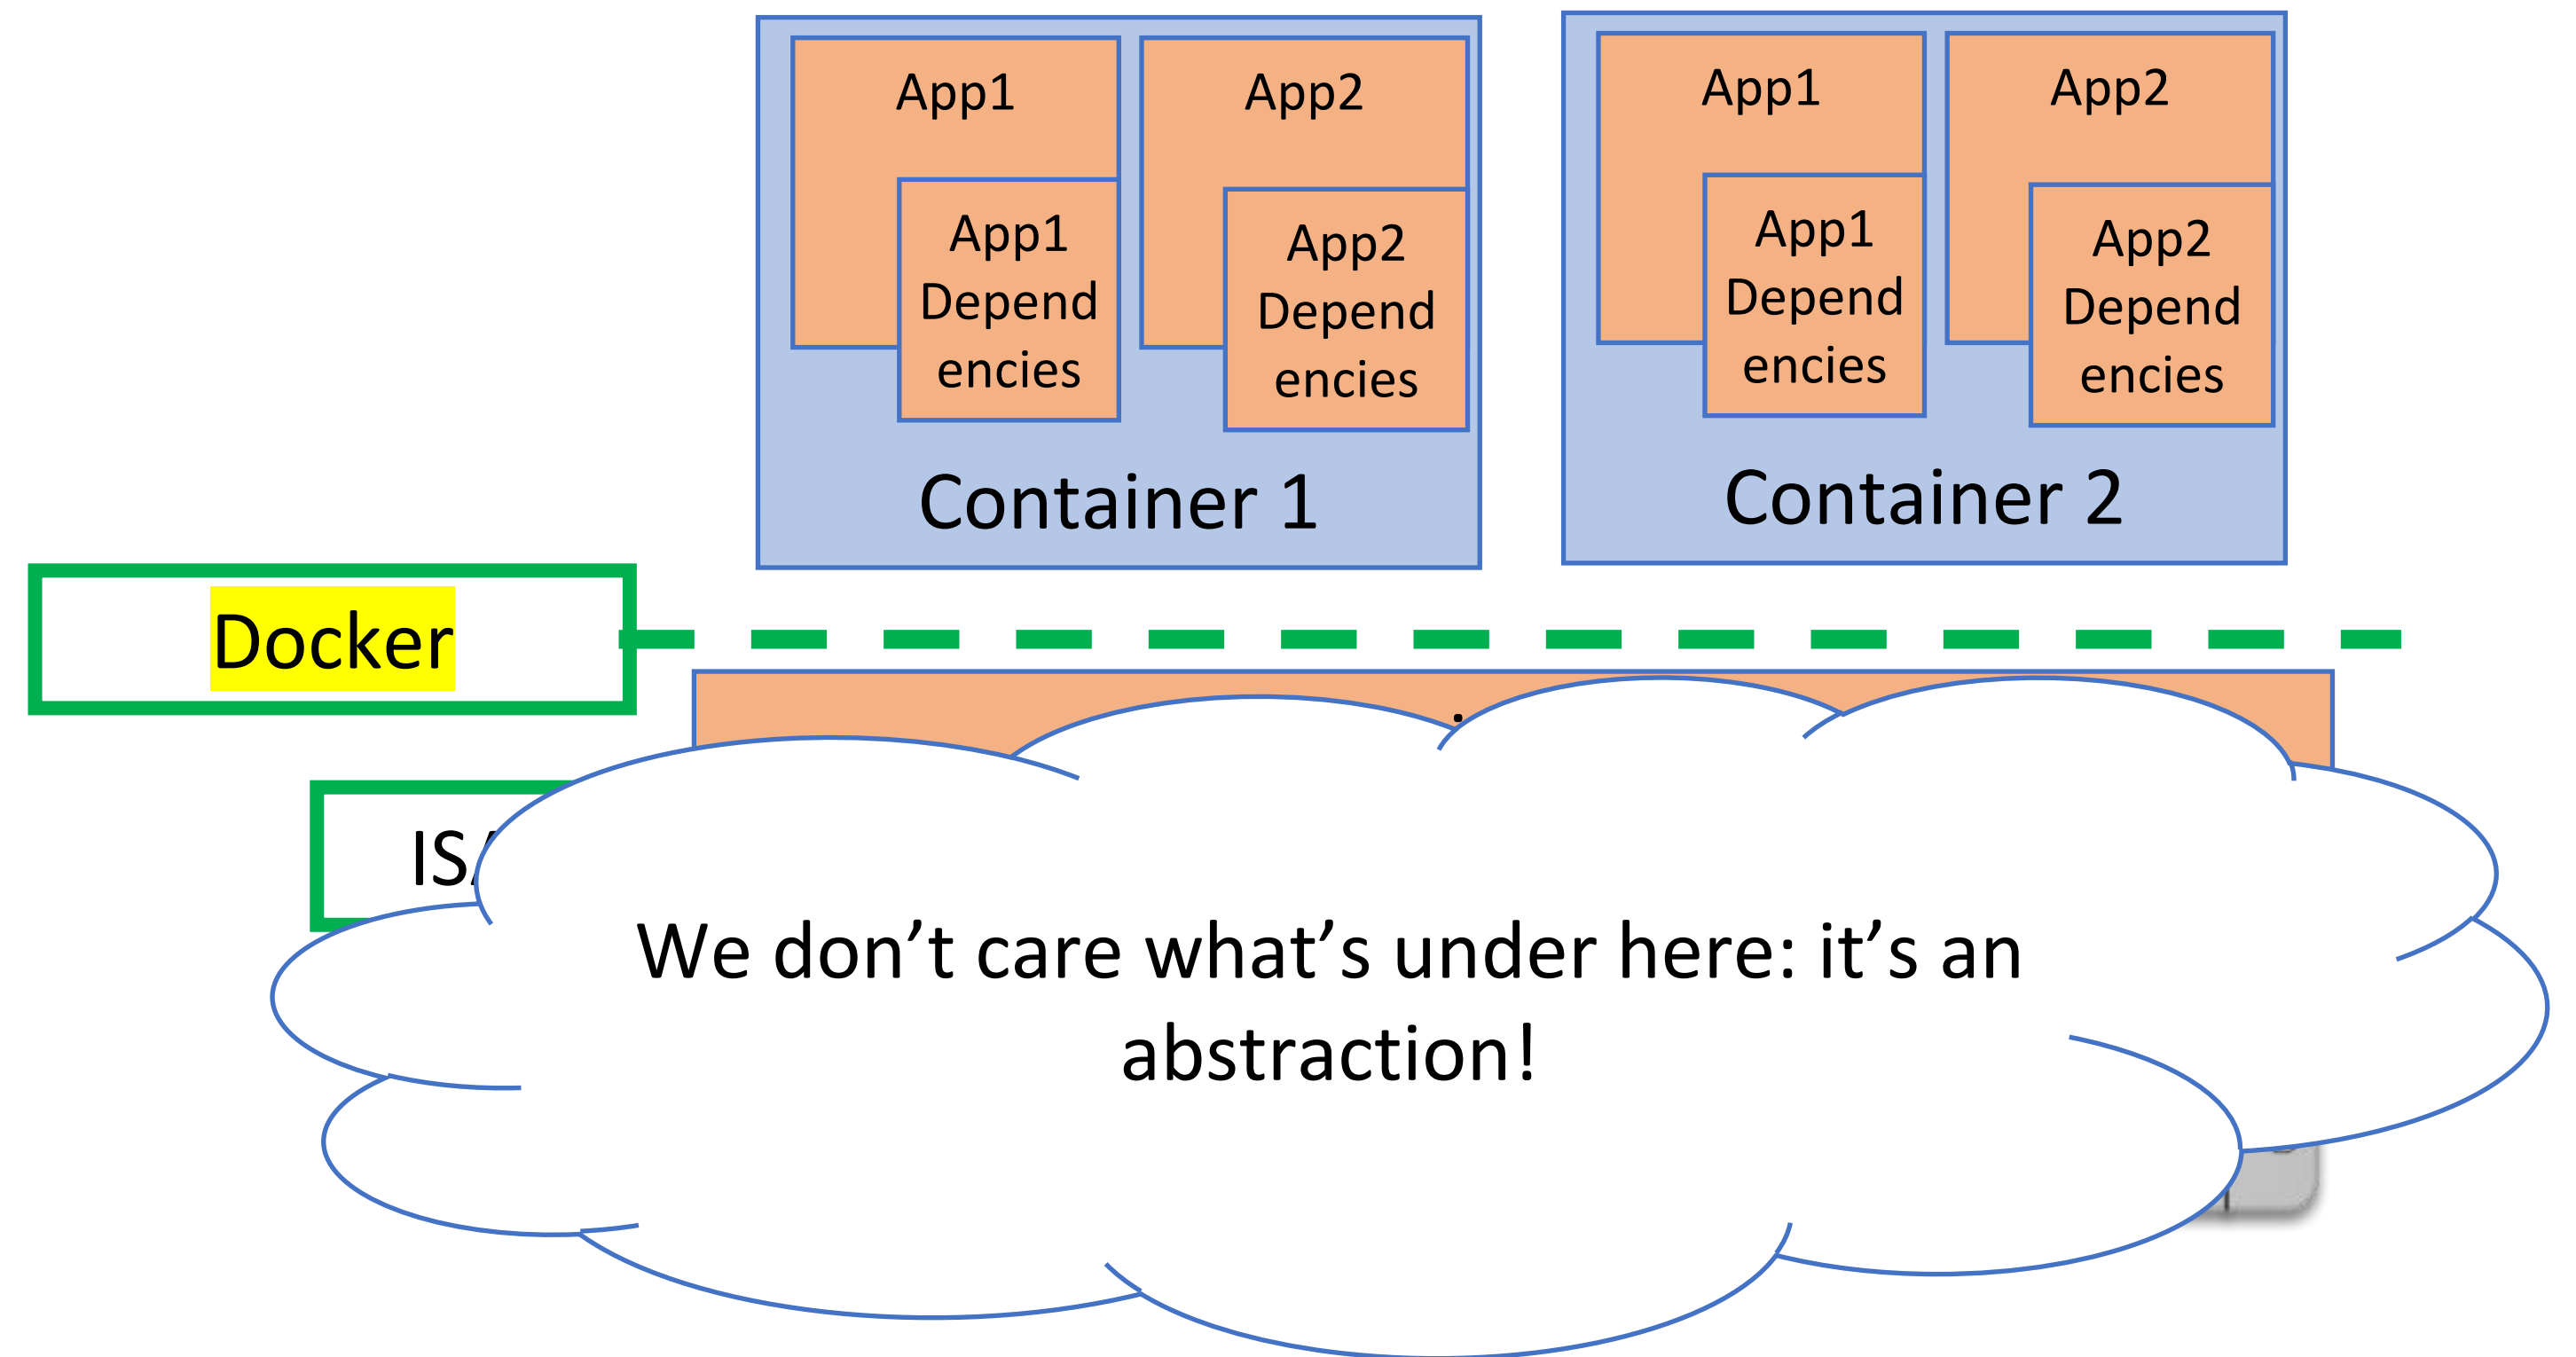 App1
App2
App1
App2
App1
Depend
encies
App2
Depend
encies
App1
Depend
encies
App2
Depend
encies
Container 1
Container 2
Docker
We don’t care what’s under here: it’s an
abstraction!